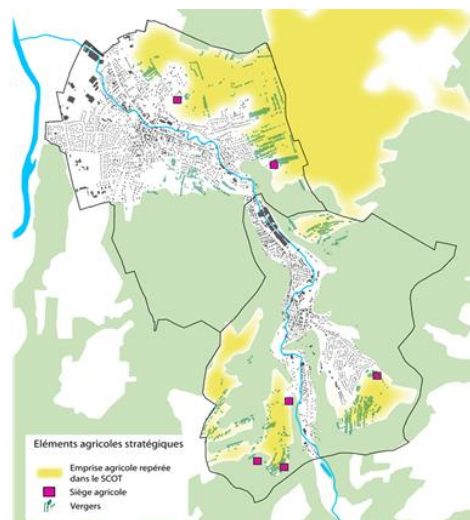 Eléments agricoles stratégiques
Emprise agricole repérée
dans le SCOT
Siège agricole
Vergers